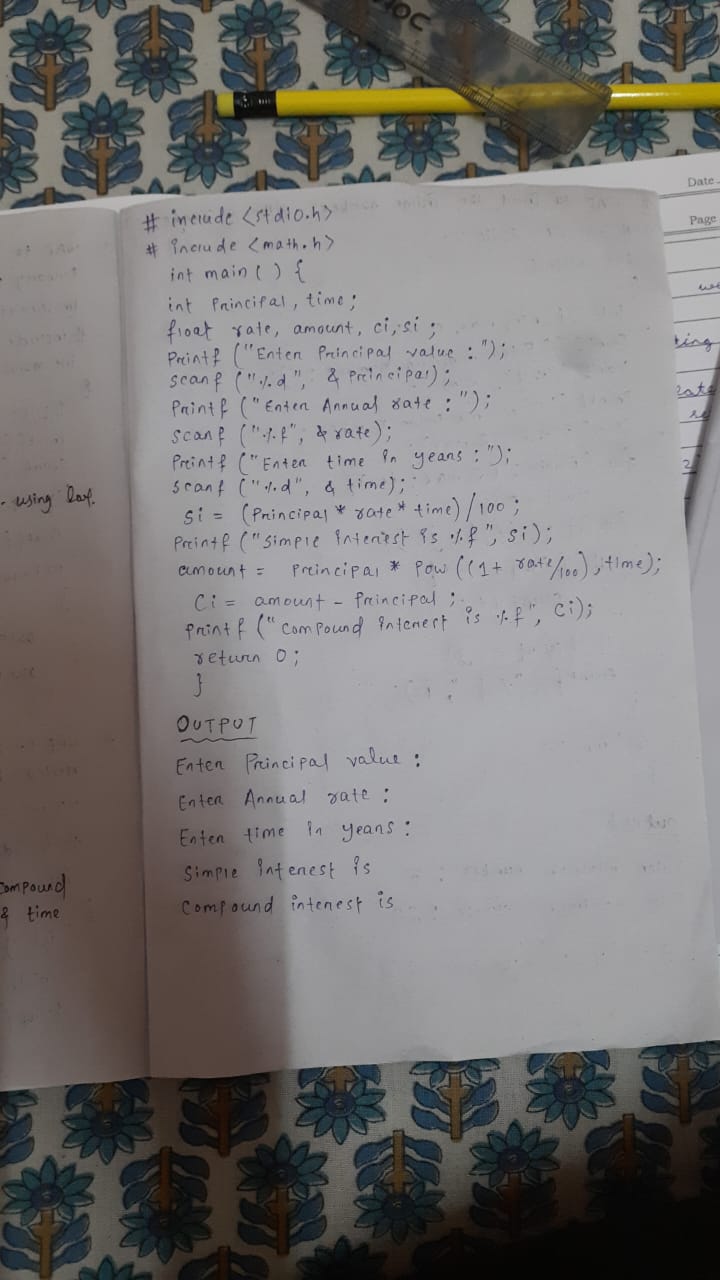 Date
Page
# include <stdio.h>
# include <math.h>
int main ( ) {
int Principal, time;
float rate, amount, ci, si ;
Printf ("Enter Principal value : ");
scanf ("%d", & Principal);
Printf ("Enter Annual rate : ");
scanf ("%f", & rate);
Printf ("Enter time in years : ");
scanf ("%d", & time);
si = (Principal * rate * time) / 100 ;
Printf ("Simple interest is %f", si);
amount = Principal * Pow ((1 + rate/100), time);
Ci = amount - Principal ;
Printf ("Compound interest is %f", Ci);
return 0;
}
OUTPUT
Enter Principal value :
Enter Annual rate :
Enter time in years :
Simple interest is
Compound interest is
using
Compound
& time